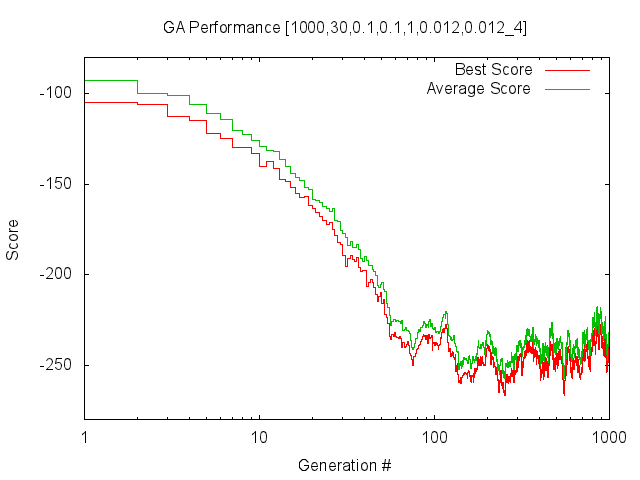 GA Performance [1000,30,0.1,0.1,1,0.012,0.012_4]
Best Score
Average Score
-100
-150
-200
-250
Score
1
10
100
1000
Generation #